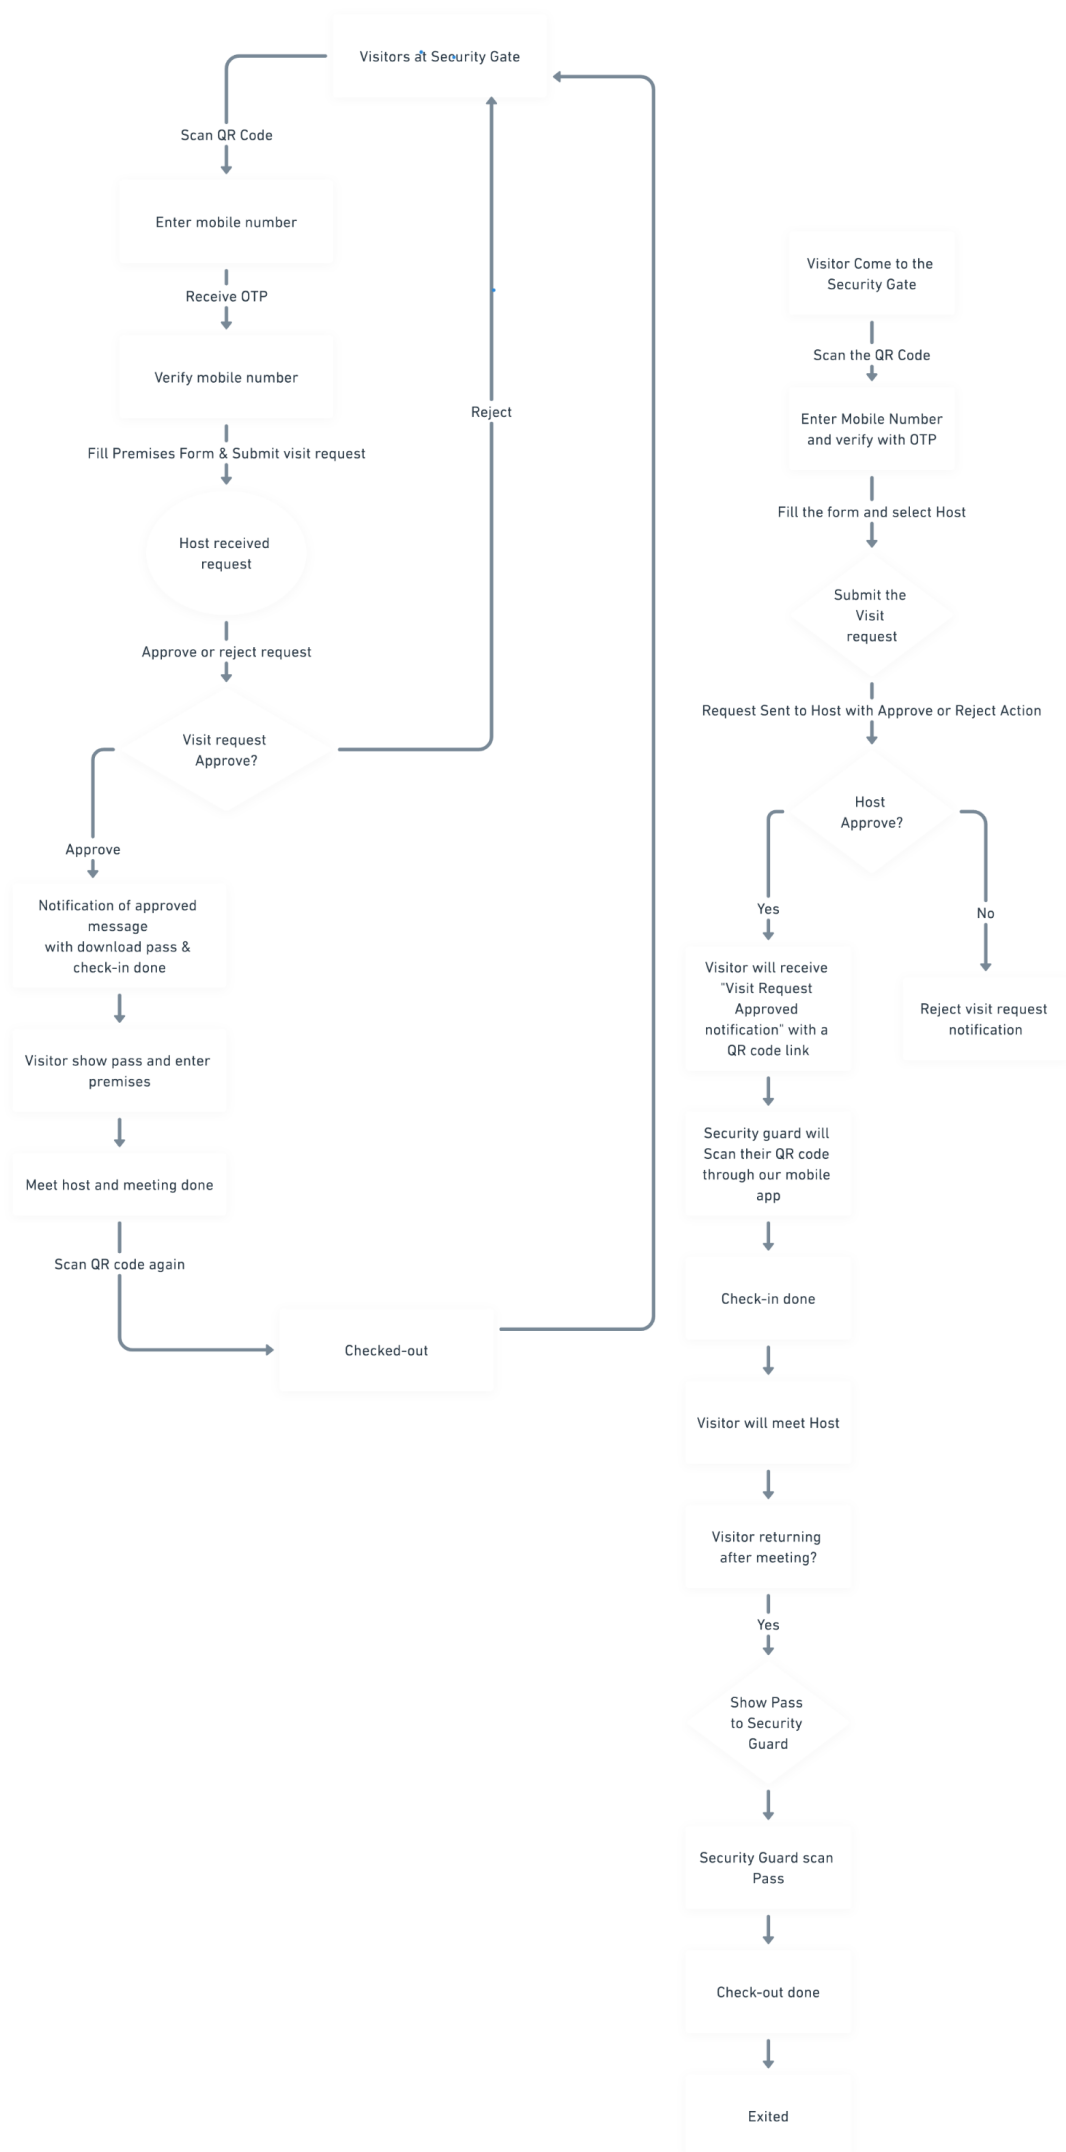 Visitors at Security Gate
Scan QR Code
Enter mobile number
Receive OTP
Verify mobile number
Reject
Fill Premises Form & Submit visit request
Host received
request
Approve or reject request
Visit request
Approve?
Approve
Notification of approved
message
with download pass &
check-in done
Visitor show pass and enter
premises
Meet host and meeting done
Scan QR code again
Checked-out
Visitor Come to the
Security Gate
Scan the QR Code
Enter Mobile Number
and verify with OTP
Fill the form and select Host
Submit the
Visit
request
Request Sent to Host with Approve or Reject Action
Host
Approve?
Yes
No
Visitor will receive
"Visit Request
Approved
notification" with a
QR code link
Reject visit request
notification
Security guard will
Scan their QR code
through our mobile
app
Check-in done
Visitor will meet Host
Visitor returning
after meeting?
Yes
Show Pass
to Security
Guard
Security Guard scan
Pass
Check-out done
Exited